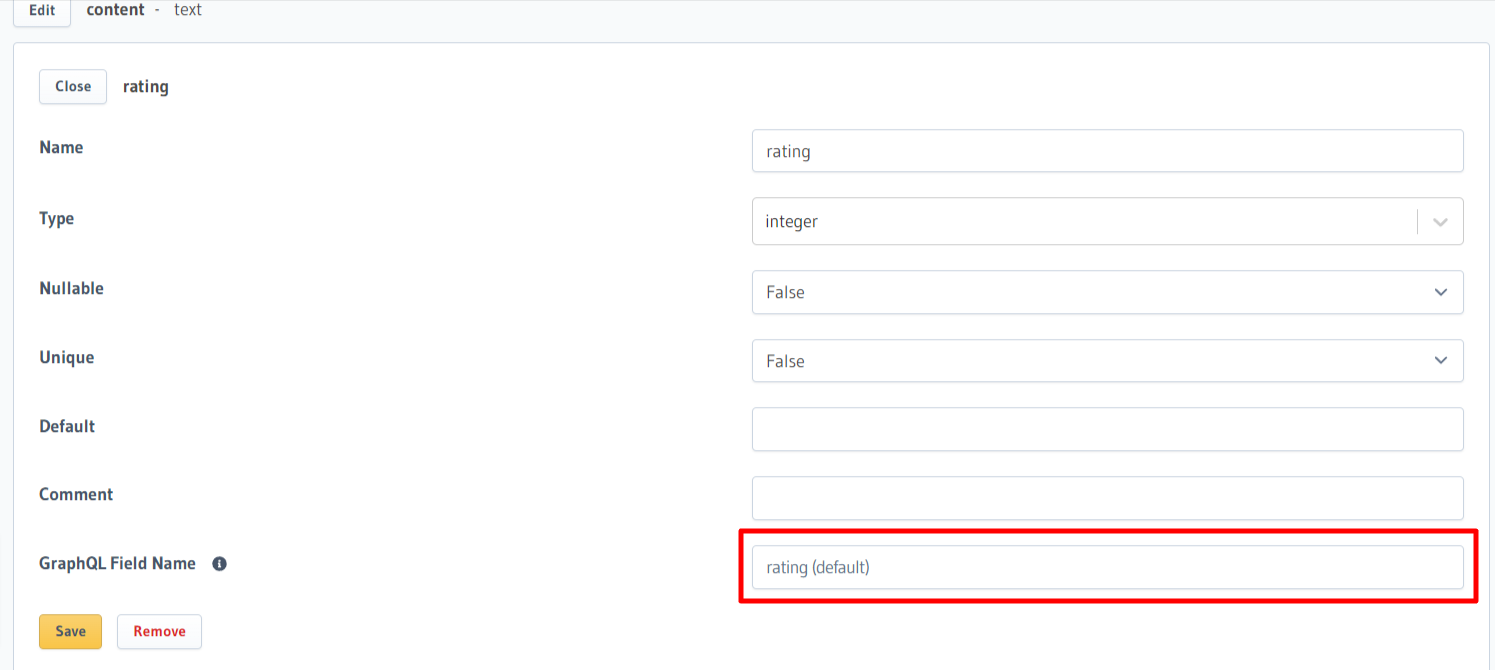 Edit content - text
Close rating
Name rating
Type integer
Nullable False
Unique False
Default
Comment
GraphQL Field Name rating (default)
Save Remove